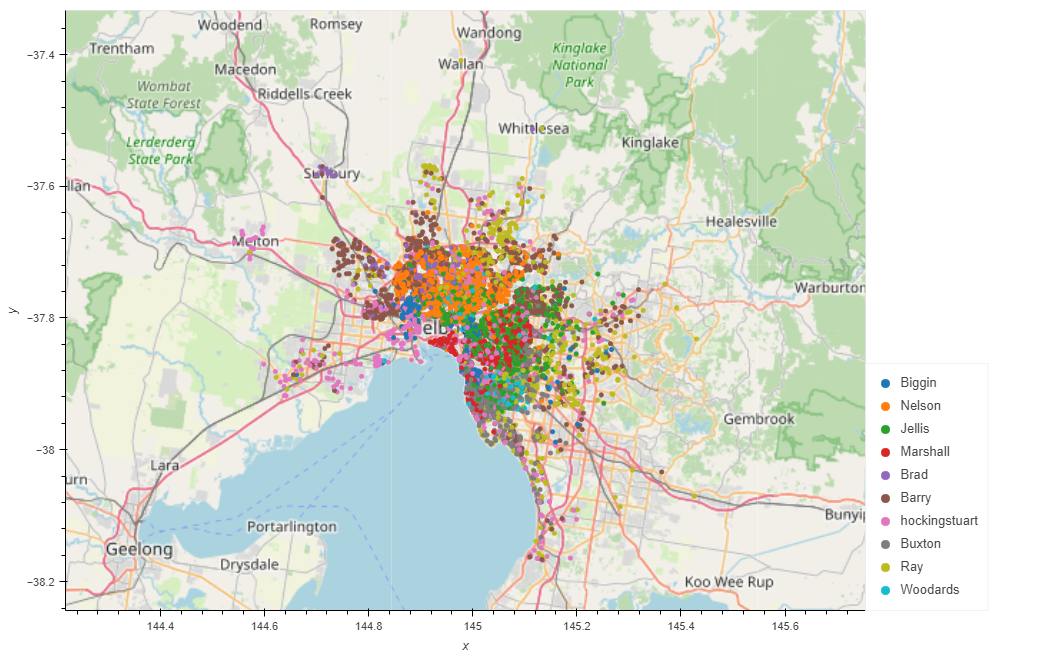 Woodend
Romsey
Wandong
Trentham
Kinglake
National
Park
−37.4
Macedon
Wallan
Wombat
State Forest
Riddells Creek
Whittlesea
Kinglake
Lerderderg
State Park
Sunbury
−37.6
llan
Healesville
Melton
Warburton
y
−37.8
elb
Biggin
Nelson
Gembrook
Jellis
−38
Marshall
Lara
Brad
urn
Barry
Bunyip
hockingstuart
Portarlington
Buxton
Geelong
Drysdale
Ray
−38.2
Koo Wee Rup
Woodards
144.4
144.6
144.8
145
145.2
145.4
145.6
x